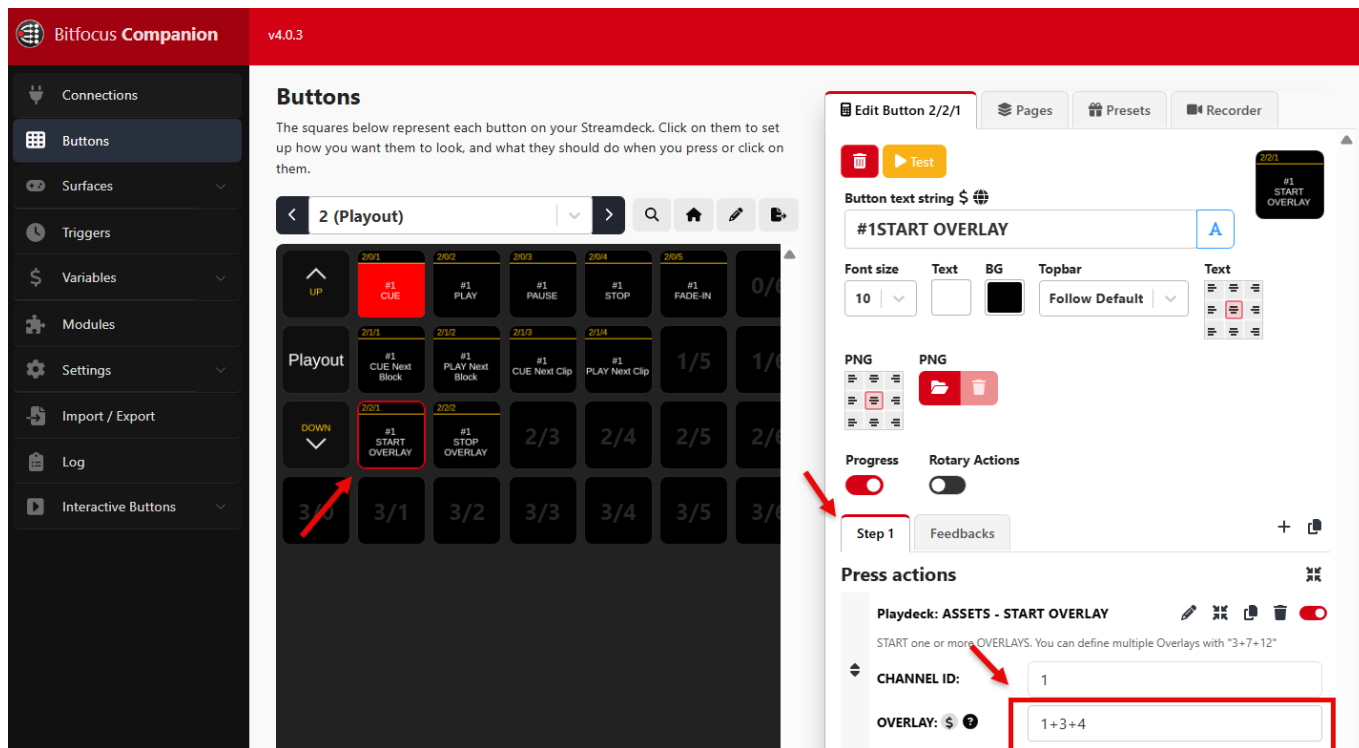 Bitfocus Companion
v4.0.3
Connections
Buttons
Surfaces
Triggers
$ Variables
Modules
Settings
Import / Export
Log
Interactive Buttons
Buttons
The squares below represent each button on your Streamdeck. Click on them to set
up how you want them to look, and what they should do when you press or click on
them.
2 (Playout)
UP
2/0/1
#1
CUE
2/0/2
#1
PLAY
2/0/3
#1
PAUSE
2/0/4
#1
STOP
2/0/5
#1
FADE-IN
0/6
Playout
2/1/1
#1
CUE Next
Block
2/1/2
#1
PLAY Next
Block
2/1/3
#1
CUE Next Clip
2/1/4
#1
PLAY Next Clip
1/5
1/6
DOWN
2/2/1
#1
START
OVERLAY
2/2/2
#1
STOP
OVERLAY
2/3
2/4
2/5
2/6
3/0
3/1
3/2
3/3
3/4
3/5
3/6
Edit Button 2/2/1
Pages
Presets
Recorder
Test
2/2/1
#1
START
OVERLAY
Button text string $
#1START OVERLAY
A
Font size
Text
BG
Topbar
Text
10
Follow Default
PNG
PNG
Progress
Rotary Actions
Step 1
Feedbacks
+
Press actions
Playdeck: ASSETS - START OVERLAY
START one or more OVERLAYS. You can define multiple Overlays with "3+7+12"
CHANNEL ID:
1
OVERLAY: $ ?
1+3+4